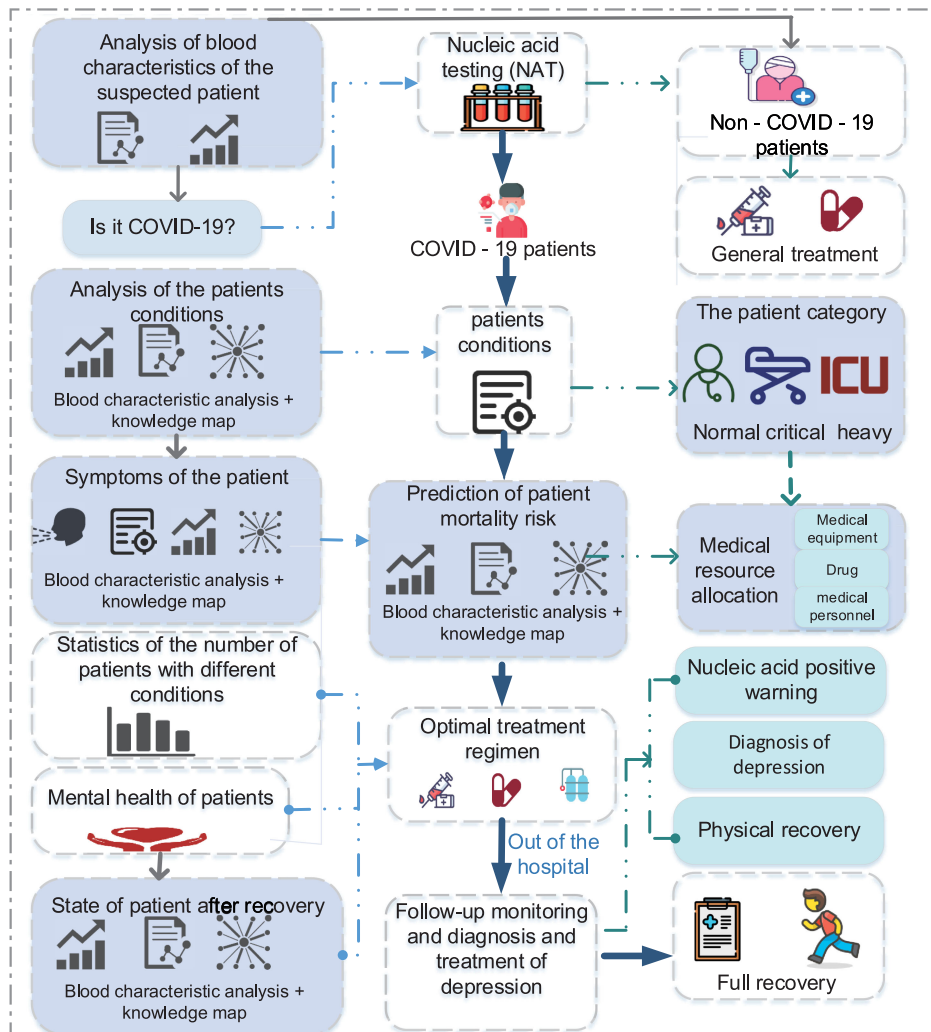 Analysis of blood
characteristics of the
suspected patient
Is it COVID-19?
Nucleic acid
testing (NAT)
COVID - 19 patients
Non - COVID - 19
patients
General treatment
Analysis of the patients
conditions
Blood characteristic analysis +
knowledge map
patients
conditions
The patient category
ICU
Normal critical heavy
Symptoms of the patient
Blood characteristic analysis +
knowledge map
Prediction of patient
mortality risk
Blood characteristic analysis +
knowledge map
Medical
resource
allocation
Medical
equipment
Drug
medical
personnel
Statistics of the number of
patients with different
conditions
Mental health of patients
State of patient after recovery
Blood characteristic analysis +
knowledge map
Optimal treatment
regimen
Out of the
hospital
Follow-up monitoring
and diagnosis and
treatment of
depression
Nucleic acid positive
warning
Diagnosis of
depression
Physical recovery
Full recovery